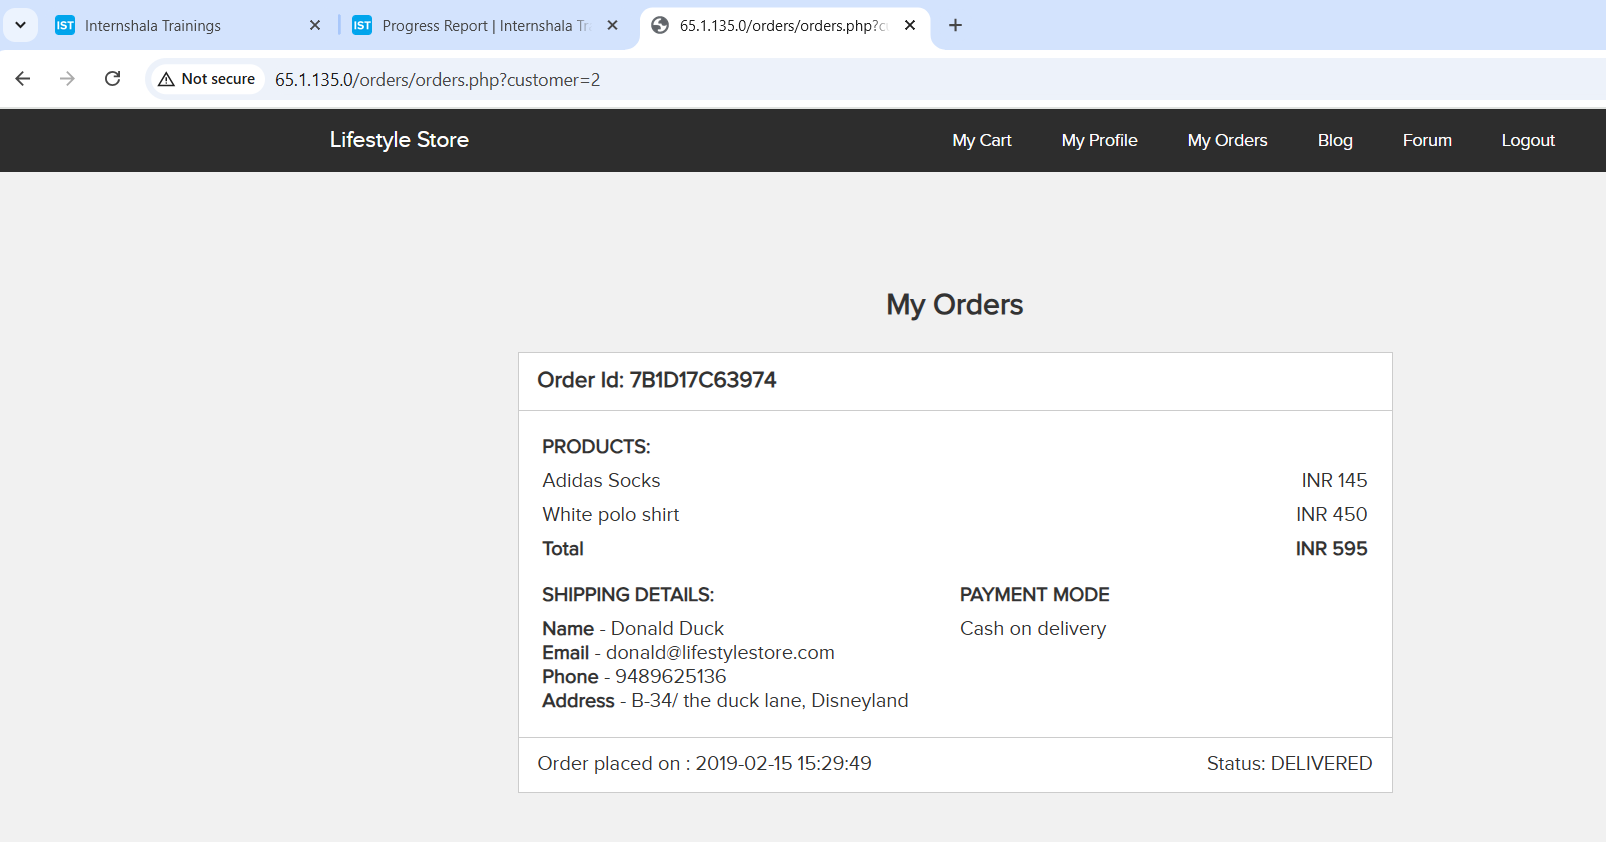 IST Internshala Trainings
IST Progress Report | Internshala Tr
65.1.135.0/orders/orders.php?c
Not secure 65.1.135.0/orders/orders.php?customer=2
Lifestyle Store My Cart My Profile My Orders Blog Forum Logout
My Orders
Order Id: 7B1D17C63974
PRODUCTS:
Adidas Socks INR 145
White polo shirt INR 450
Total INR 595
SHIPPING DETAILS:
Name - Donald Duck
Email - donald@lifestylestore.com
Phone - 9489625136
Address - B-34/ the duck lane, Disneyland
PAYMENT MODE
Cash on delivery
Order placed on : 2019-02-15 15:29:49 Status: DELIVERED